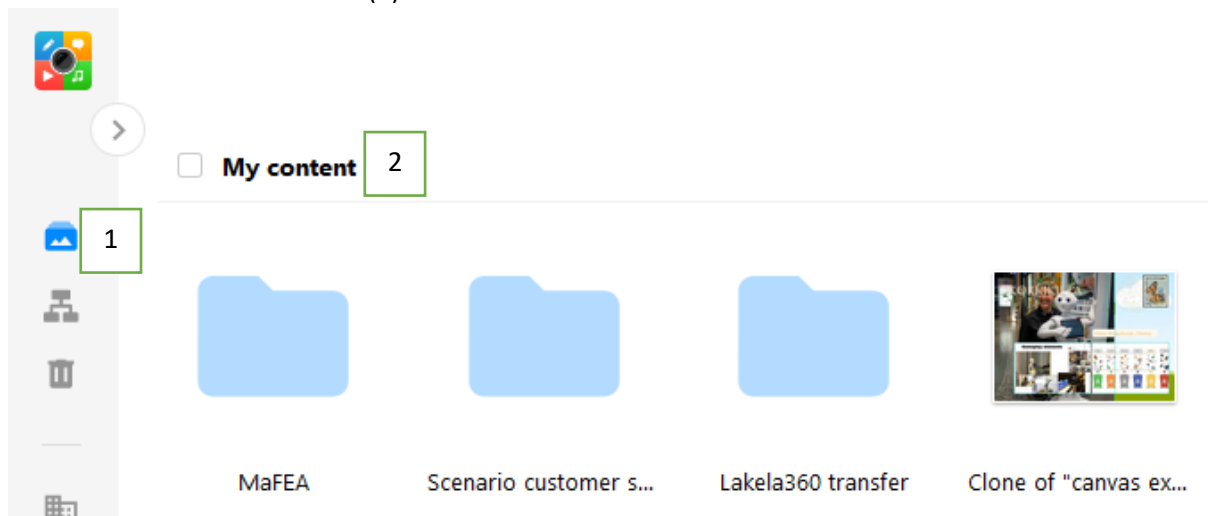 My content
2
1
MaFEA
Scenario customer s...
Lakela360 transfer
Clone of "canvas ex...